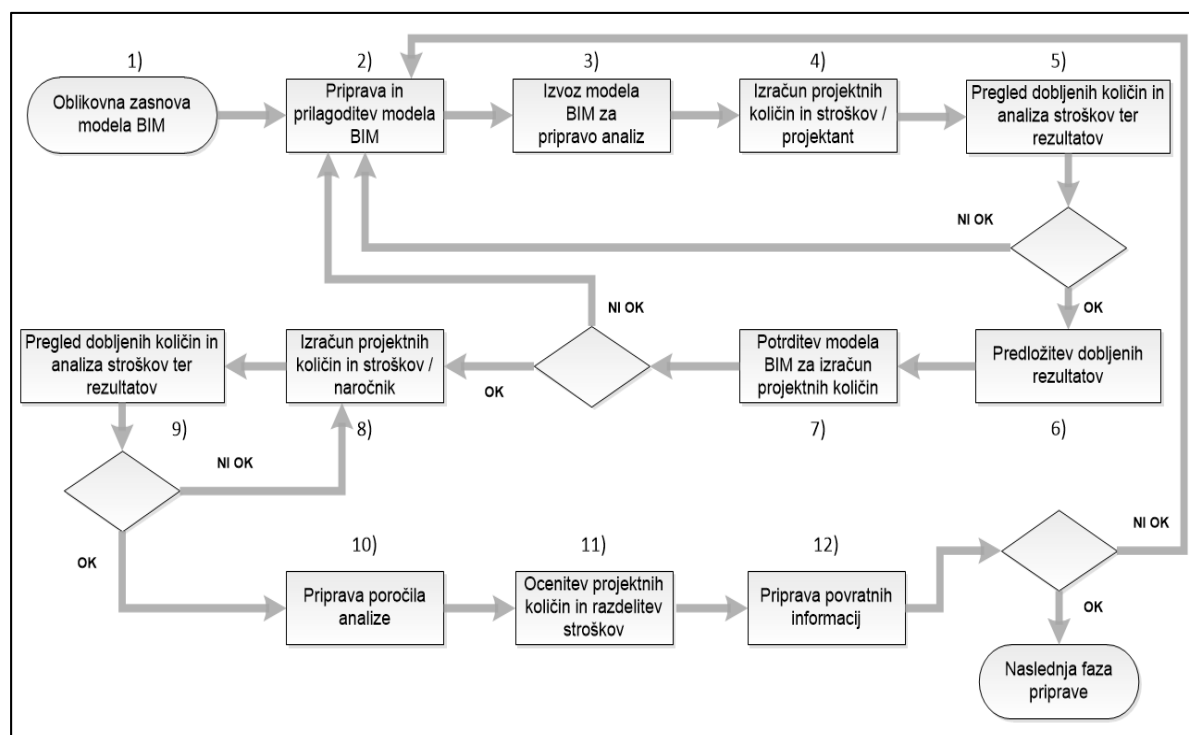 1)
Oblikovna zasnova
modela BIM
2)
Priprava in
prilagoditev modela
BIM
3)
Izvoz modela
BIM za
pripravo analiz
4)
Izračun projektnih
količin in stroškov /
projektant
5)
Pregled dobljenih količin in
analiza stroškov ter
rezultatov
NI OK
OK
Predložitev dobljenih
rezultatov
6)
Potrditev modela
BIM za izračun
projektnih količin
7)
NI OK
OK
Izračun projektnih
količin in stroškov /
naročnik
8)
Pregled dobljenih količin in
analiza stroškov ter
rezultatov
9)
NI OK
OK
10)
Priprava poročila
analize
11)
Ocenitev projektnih
količin in razdelitev
stroškov
12)
Priprava povratnih
informacij
NI OK
OK
Naslednja faza
priprave